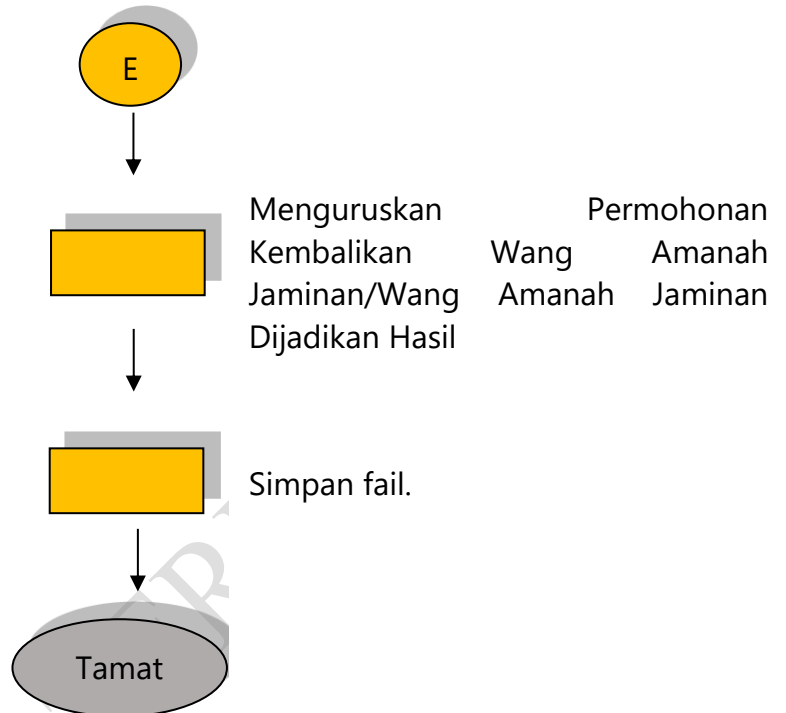 E
Menguruskan Permohonan
Kembalikan Wang Amanah
Jaminan/Wang Amanah Jaminan
Dijadikan Hasil
Simpan fail.
Tamat